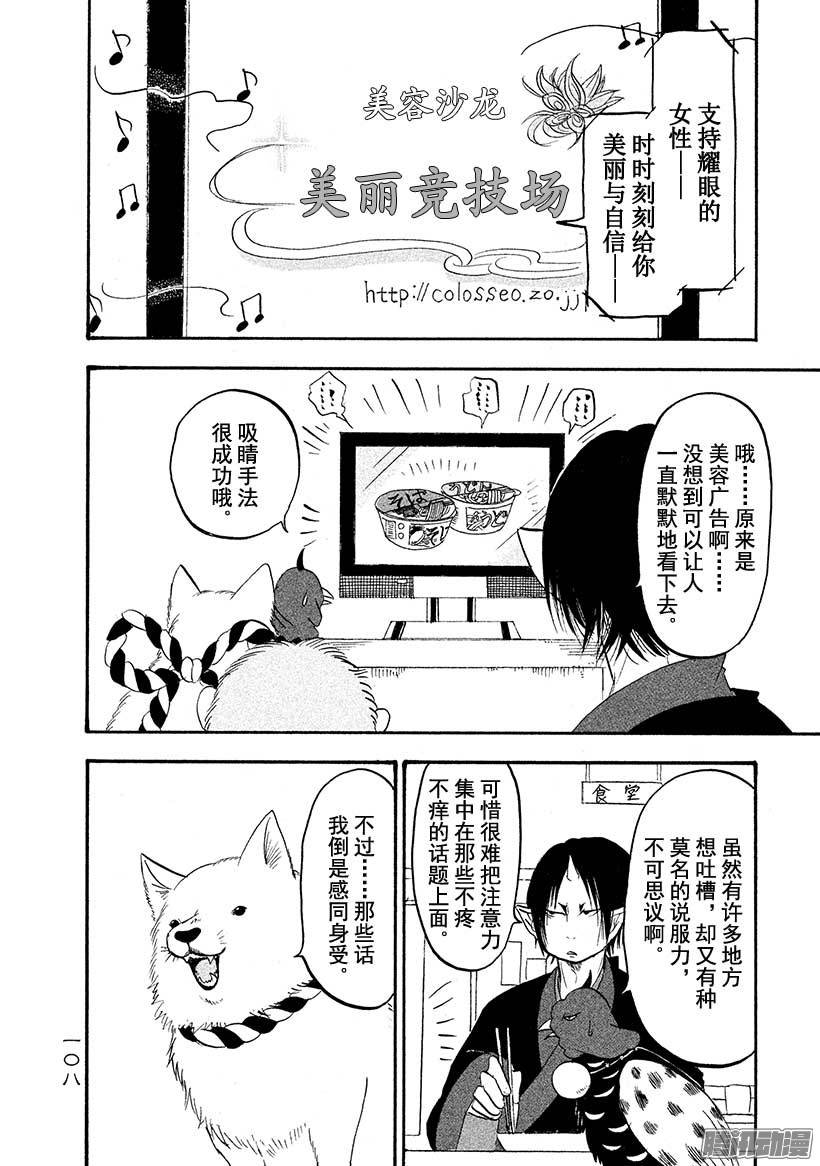 支持耀眼的
女性——
时时刻刻给你
美丽与自信——
美容沙龙
美丽竞技场
http://colosseo.zo.jj
哦……原来是
美容广告啊……
没想到可以让人
一直默默地看下去。
吸睛手法
很成功哦。
そば
うどん
食堂
虽然有许多地方
想吐槽，却又有种
莫名的说服力，
不可思议啊。
可惜很难把注意力
集中在那些不疼
不痒的话题上面。
不过……那些话
我倒是感同身受。
一〇八
腾讯动漫